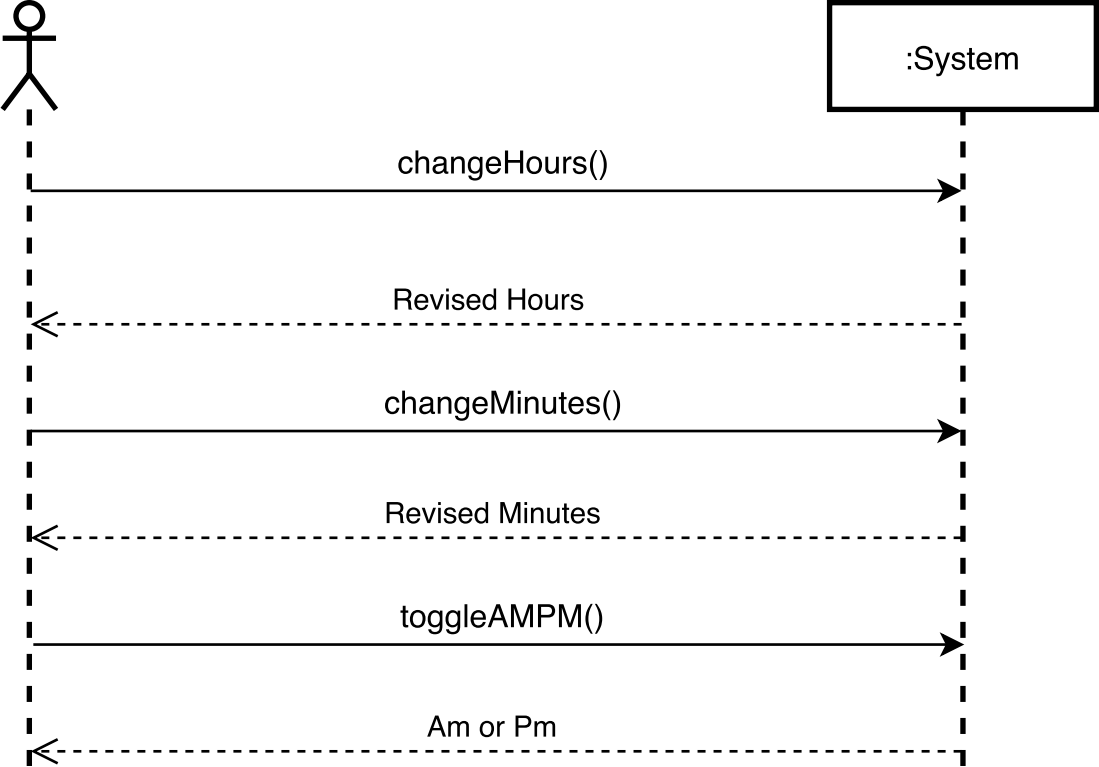 :System
changeHours()
Revised Hours
changeMinutes()
Revised Minutes
toggleAMPM()
Am or Pm